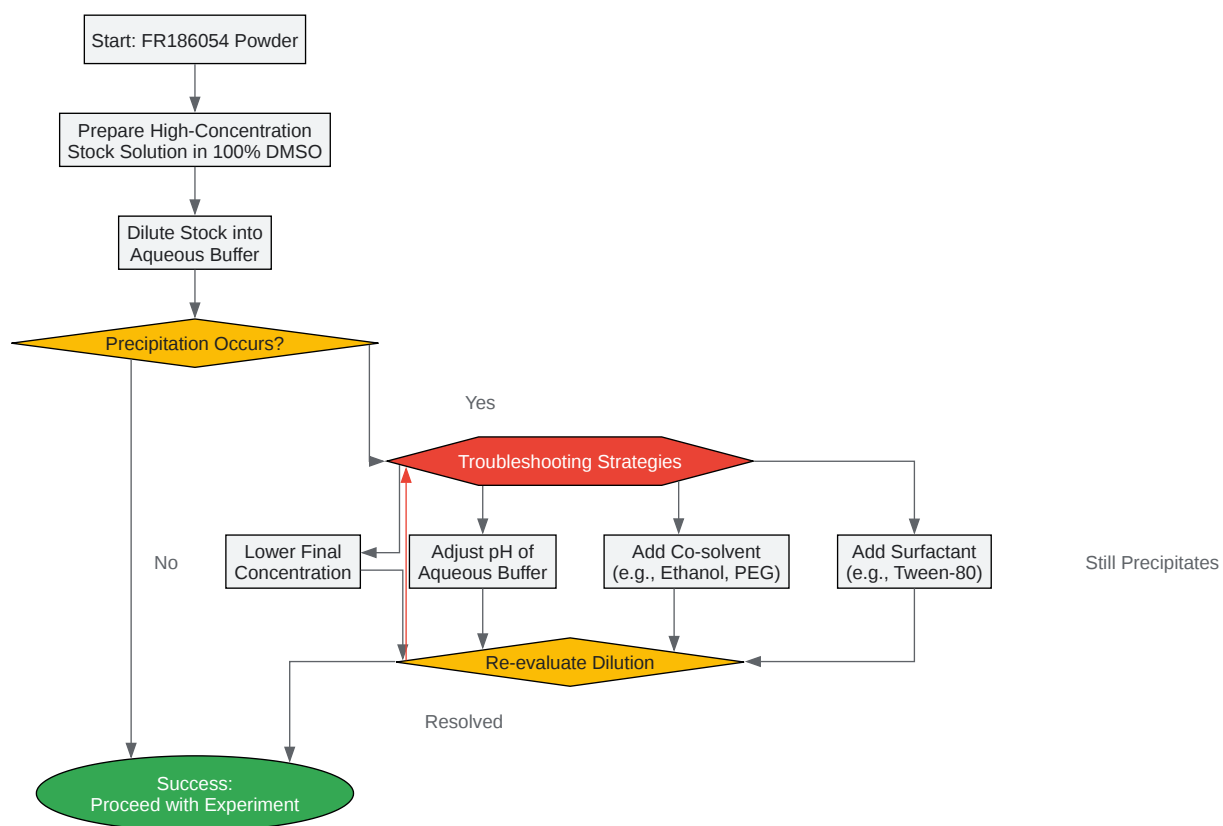 Start: FR186054 Powder
Prepare High-Concentration
Stock Solution in 100% DMSO
Dilute Stock into
Aqueous Buffer
Precipitation Occurs?
Yes
Troubleshooting Strategies
No
Lower Final
Concentration
Adjust pH of
Aqueous Buffer
Add Co-solvent
(e.g., Ethanol, PEG)
Add Surfactant
(e.g., Tween-80)
Still Precipitates
Re-evaluate Dilution
Resolved
Success:
Proceed with Experiment